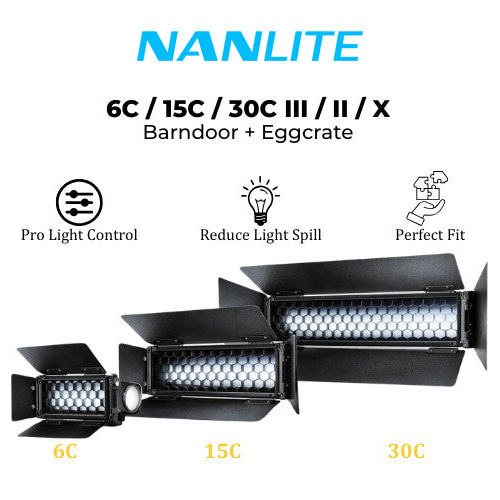 NANLITE
6C / 15C / 30C III / II / X
Barndoor + Eggcrate
Pro Light Control
Reduce Light Spill
Perfect Fit
6C
15C
30C